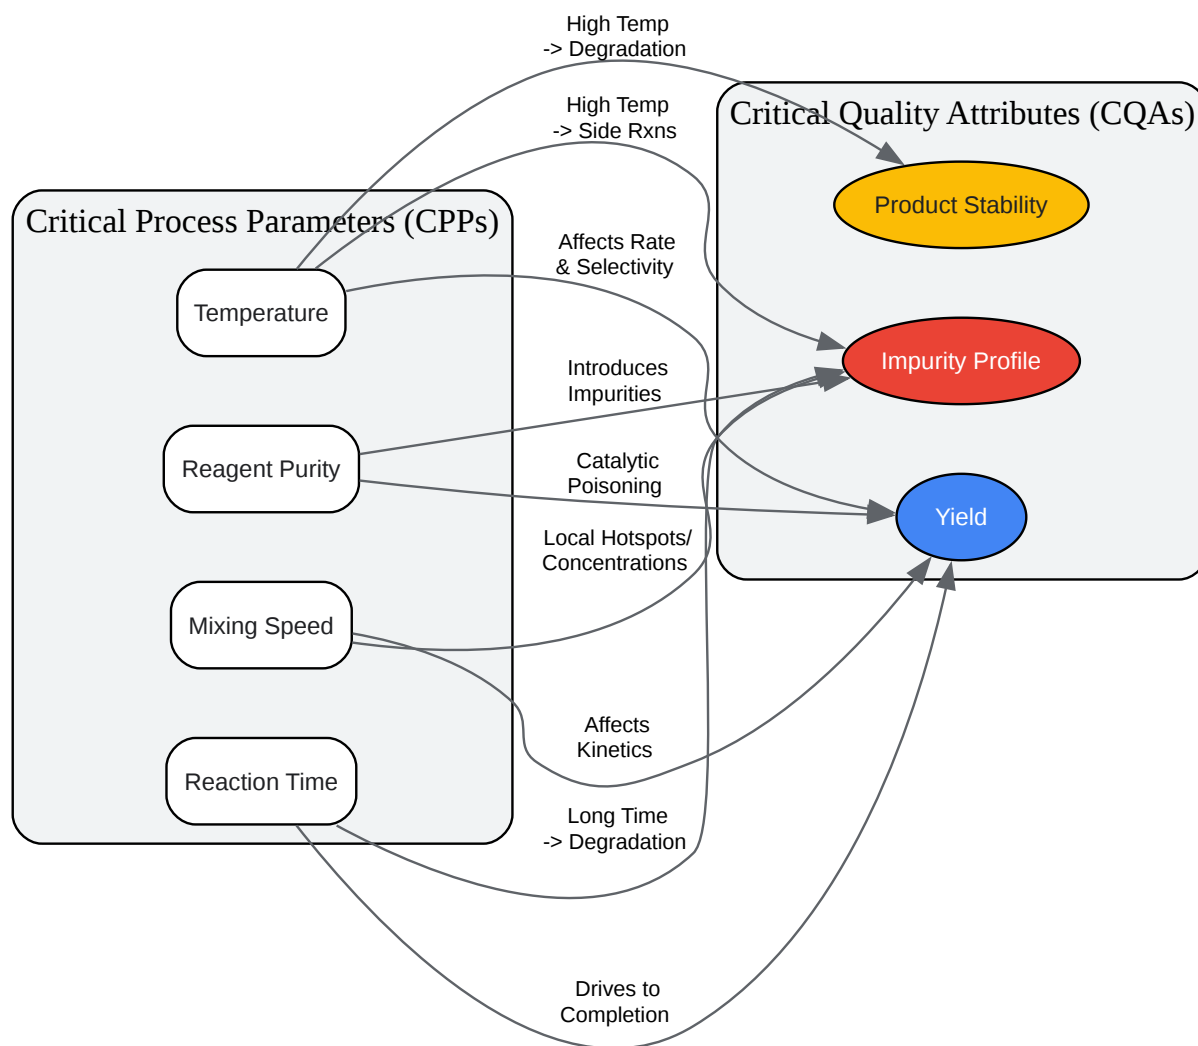 High Temp
-> Degradation
High Temp
-> Side Rxns
Critical Quality Attributes (CQAs)
Product Stability
Critical Process Parameters (CPPs)
Affects Rate
& Selectivity
Temperature
Impurity Profile
Introduces
Impurities
Reagent Purity
Catalytic
Poisoning
Yield
Local Hotspots/
Concentrations
Mixing Speed
Affects
Kinetics
Reaction Time
Long Time
-> Degradation
Drives to
Completion